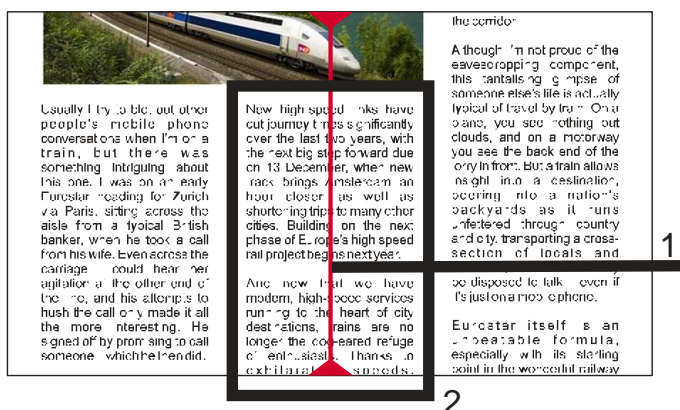 Usually I try to blot out other
people's mobile phone
conversations when I'm on a
train, but there was
something intriguing about
this one. I was on an early
Eurostar heading for Zurich
via Paris, sitting across the
aisle from a typical British
banker, when he took a call
from his wife. Even across the
carriage could hear her
agitation at the other end of
the line, and his attempts to
hush the call only made it all
the more interesting. He
signed off by promising to call
someone which he then did.
New high speed links have
cut journey times significantly
over the last two years, with
the next big step forward due
on 13 December, when new
track brings Amsterdam an
hour closer as well as
shortening trips to many other
cities. Building on the next
phase of Europe's high speed
rail project begins next year.
And now that we have
modern, high-speed services
running to the heart of city
destinations, trains are no
longer the dog-eared refuge
of enthusiasts. Thanks to
exhilarating speeds,
the corridor
Although I'm not proud of the
eavesdropping component,
this tantalising glimpse of
someone else's life is actually
typical of travel by train. On a
plane, you see nothing but
clouds, and on a motorway
you see the back end of the
lorry in front. But a train allows
insight into a destination,
peering into a nation's
backyards as it runs
unfettered through country
and city, transporting a cross-
section of locals and
be disposed to talk even if
it's just on a mobile phone.
Eurostar itself is an
unbeatable formula,
especially with its starting
point in the wonderful railway
1
2